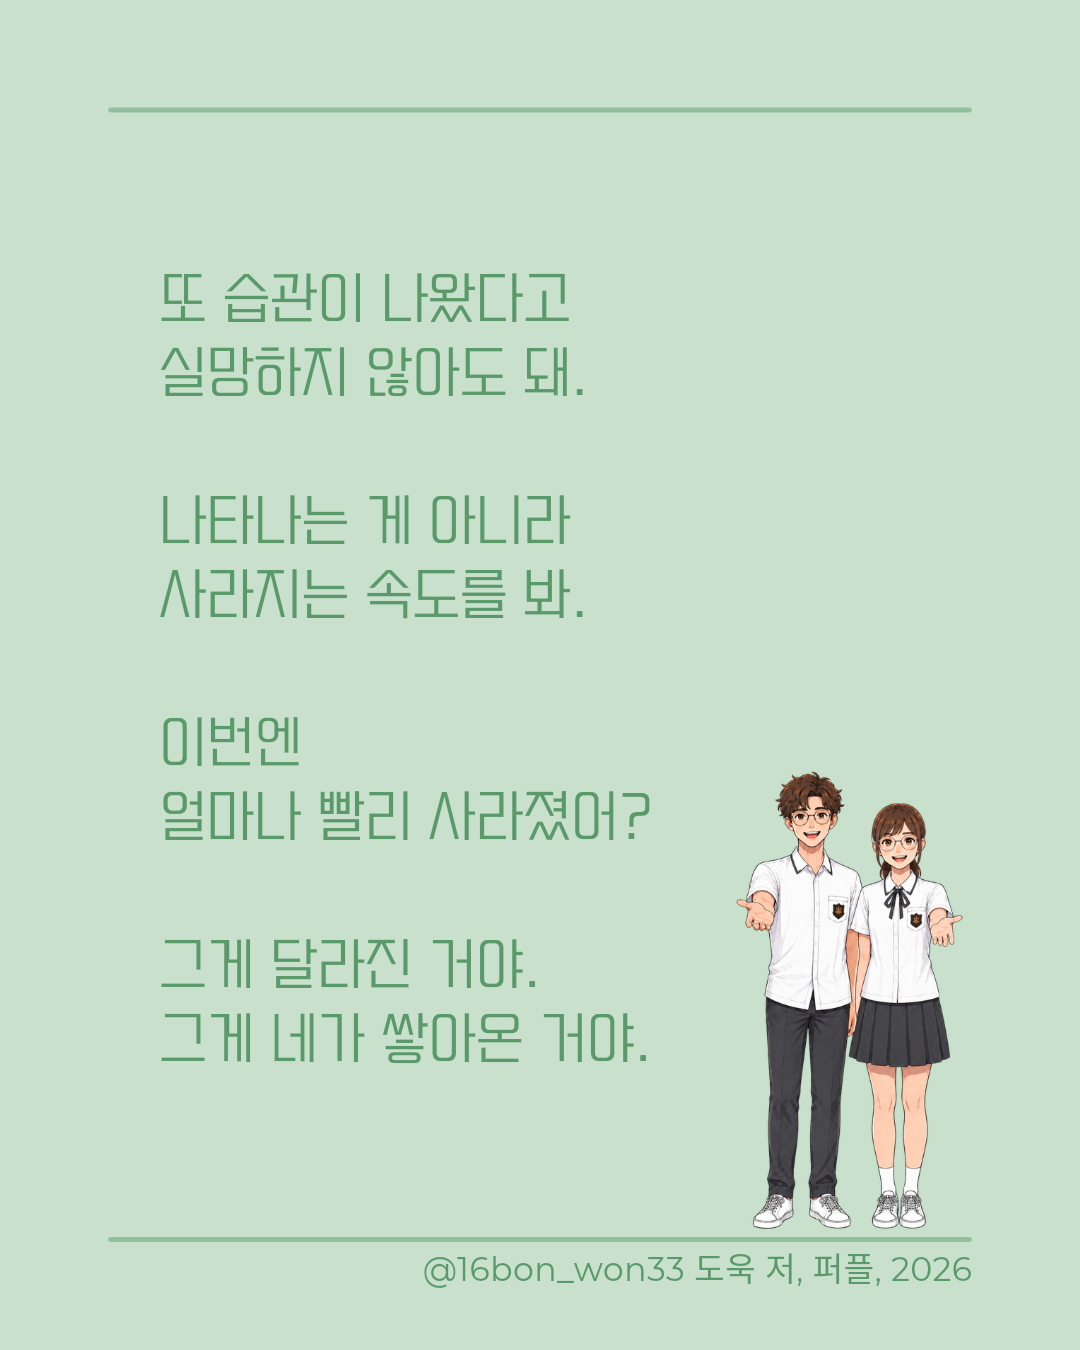 또 습관이 나왔다고
실망하지 않아도 돼.
나타나는 게 아니라
사라지는 속도를 봐.
이번엔
얼마나 빨리 사라졌어?
그게 달라진 거야.
그게 네가 쌓아온 거야.
@16bon_won33 도욱 저, 퍼플, 2026